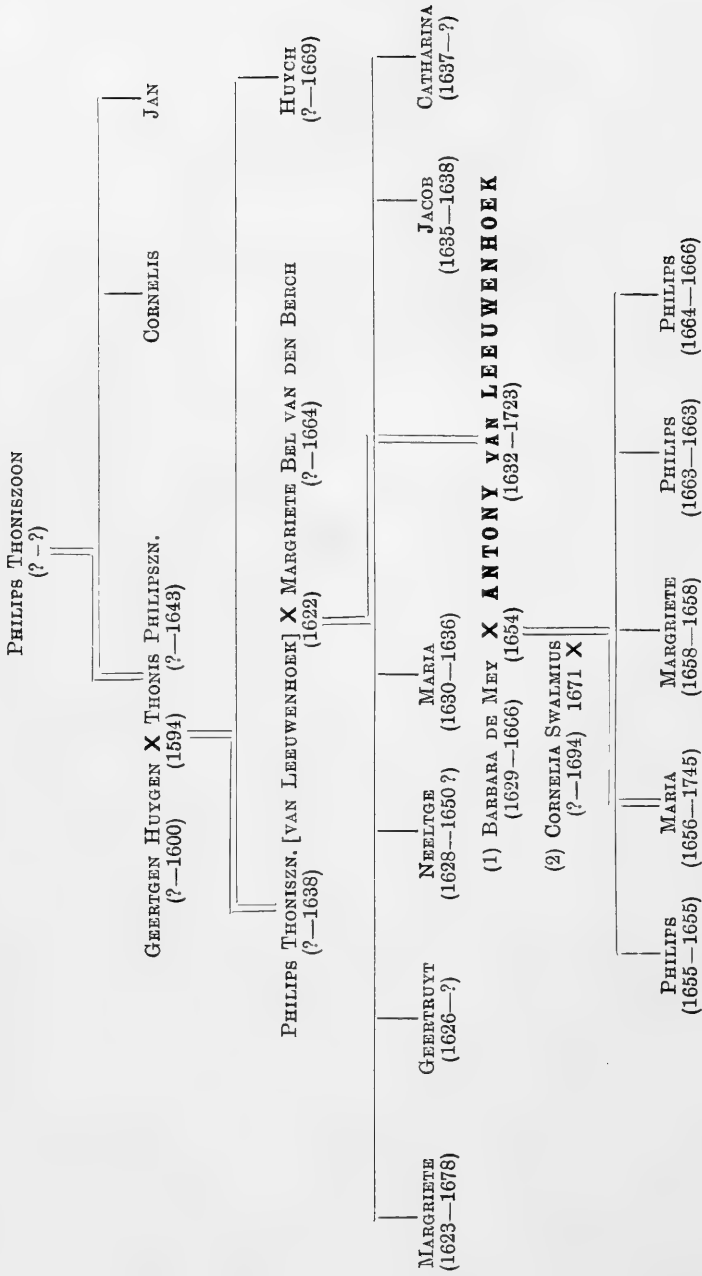 PHILIPS THONISZOON
(?–?)
GEERTGEN HUYGEN X THONIS PHILIPSZN.
(?—1600) (1594) (?—1643)
CORNELIS
JAN
PHILIPS THONISZN. [VAN LEEUWENHOEK] X MARGRIETE BEL VAN DEN BERCH
(?—1638) (1622) (?—1664)
HUYCH
(?—1669)
MARGRIETE
(1623—1678)
GEERTRUYT
(1626—?)
NEELTGE
(1628—1650?)
MARIA
(1630—1636)
JACOB
(1635—1638)
CATHARINA
(1637—?)
(1) BARBARA DE MEY X ANTONY VAN LEEUWENHOEK
(1629—1666) (1654) (1632—1723)
(2) CORNELIA SWALMIUS 1671 X
(?—1694)
PHILIPS
(1655—1655)
MARIA
(1656—1745)
MARGRIETE
(1658—1658)
PHILIPS
(1663—1663)
PHILIPS
(1664—1666)